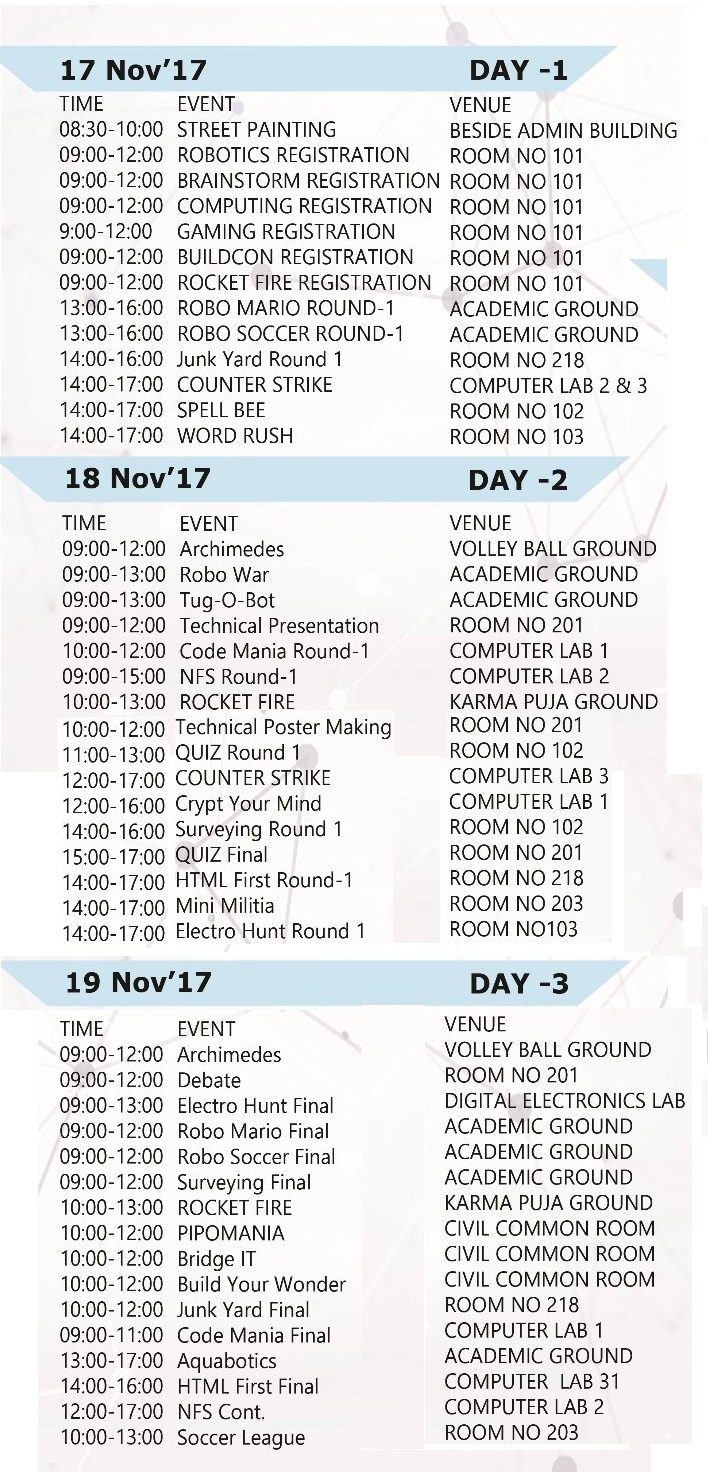 17 Nov'17 DAY -1
TIME EVENT VENUE
08:30-10:00 STREET PAINTING BESIDE ADMIN BUILDING
09:00-12:00 ROBOTICS REGISTRATION ROOM NO 101
09:00-12:00 BRAINSTORM REGISTRATION ROOM NO 101
09:00-12:00 COMPUTING REGISTRATION ROOM NO 101
9:00-12:00 GAMING REGISTRATION ROOM NO 101
09:00-12:00 BUILDCON REGISTRATION ROOM NO 101
09:00-12:00 ROCKET FIRE REGISTRATION ROOM NO 101
13:00-16:00 ROBO MARIO ROUND-1 ACADEMIC GROUND
13:00-16:00 ROBO SOCCER ROUND-1 ACADEMIC GROUND
14:00-16:00 Junk Yard Round 1 ROOM NO 218
14:00-17:00 COUNTER STRIKE COMPUTER LAB 2 & 3
14:00-17:00 SPELL BEE ROOM NO 102
14:00-17:00 WORD RUSH ROOM NO 103
18 Nov'17 DAY -2
TIME EVENT VENUE
09:00-12:00 Archimedes VOLLEY BALL GROUND
09:00-13:00 Robo War ACADEMIC GROUND
09:00-13:00 Tug-O-Bot ACADEMIC GROUND
09:00-12:00 Technical Presentation ROOM NO 201
10:00-12:00 Code Mania Round-1 COMPUTER LAB 1
09:00-15:00 NFS Round-1 COMPUTER LAB 2
10:00-13:00 ROCKET FIRE KARMA PUJA GROUND
10:00-12:00 Technical Poster Making ROOM NO 201
11:00-13:00 QUIZ Round 1 ROOM NO 102
12:00-17:00 COUNTER STRIKE COMPUTER LAB 3
12:00-16:00 Crypt Your Mind COMPUTER LAB 1
14:00-16:00 Surveying Round 1 ROOM NO 102
15:00-17:00 QUIZ Final ROOM NO 201
14:00-17:00 HTML First Round-1 ROOM NO 218
14:00-17:00 Mini Militia ROOM NO 203
14:00-17:00 Electro Hunt Round 1 ROOM NO103
19 Nov'17 DAY -3
TIME EVENT VENUE
09:00-12:00 Archimedes VOLLEY BALL GROUND
09:00-12:00 Debate ROOM NO 201
09:00-13:00 Electro Hunt Final DIGITAL ELECTRONICS LAB
09:00-12:00 Robo Mario Final ACADEMIC GROUND
09:00-12:00 Robo Soccer Final ACADEMIC GROUND
09:00-12:00 Surveying Final ACADEMIC GROUND
10:00-13:00 ROCKET FIRE KARMA PUJA GROUND
10:00-12:00 PIPOMANIA CIVIL COMMON ROOM
10:00-12:00 Bridge IT CIVIL COMMON ROOM
10:00-12:00 Build Your Wonder CIVIL COMMON ROOM
10:00-12:00 Junk Yard Final ROOM NO 218
09:00-11:00 Code Mania Final COMPUTER LAB 1
13:00-17:00 Aquabotics ACADEMIC GROUND
14:00-16:00 HTML First Final COMPUTER LAB 31
12:00-17:00 NFS Cont. COMPUTER LAB 2
10:00-13:00 Soccer League ROOM NO 203